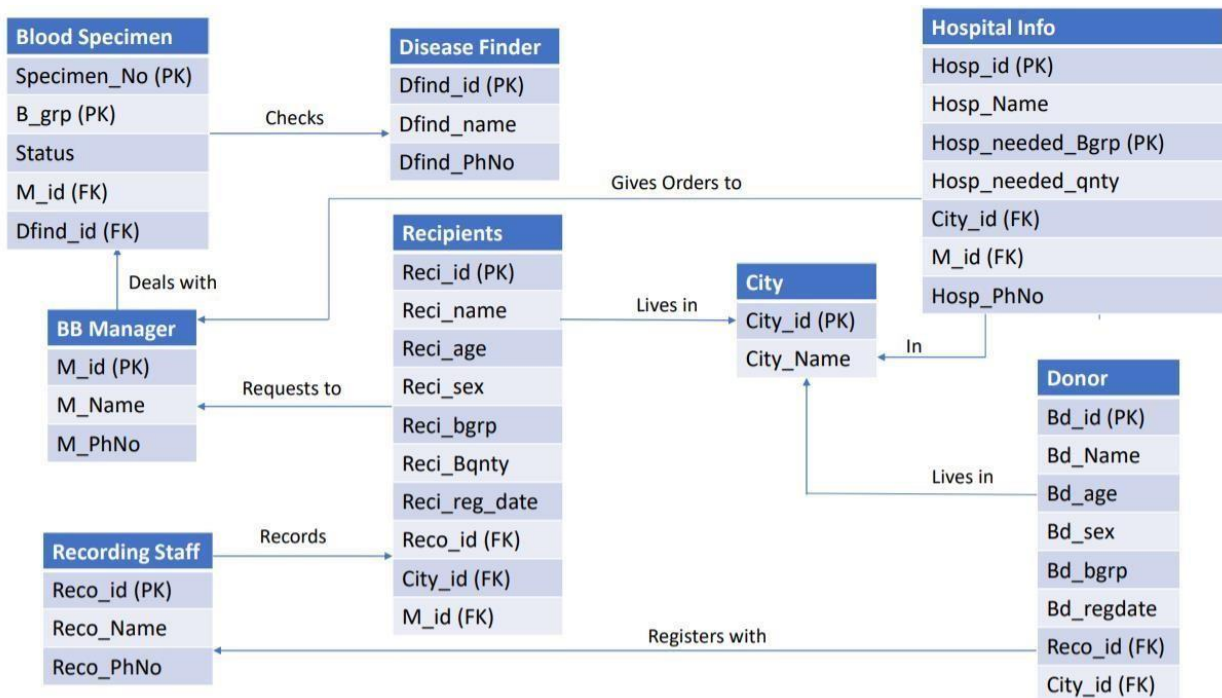 Blood Specimen
Specimen_No (PK)
B_grp (PK)
Status
M_id (FK)
Dfind_id (FK)
Checks
Disease Finder
Dfind_id (PK)
Dfind_name
Dfind_PhNo
Hospital Info
Hosp_id (PK)
Hosp_Name
Hosp_needed_Bgrp (PK)
Hosp_needed_qnty
City_id (FK)
M_id (FK)
Hosp_PhNo
Gives Orders to
Deals with
BB Manager
M_id (PK)
M_Name
M_PhNo
Requests to
Recipients
Reci_id (PK)
Reci_name
Reci_age
Reci_sex
Reci_bgrp
Reci_Bqnty
Reci_reg_date
Reco_id (FK)
City_id (FK)
M_id (FK)
Lives in
City
City_id (PK)
City_Name
In
Donor
Bd_id (PK)
Bd_Name
Bd_age
Bd_sex
Bd_bgrp
Bd_regdate
Reco_id (FK)
City_id (FK)
Lives in
Recording Staff
Reco_id (PK)
Reco_Name
Reco_PhNo
Records
Registers with